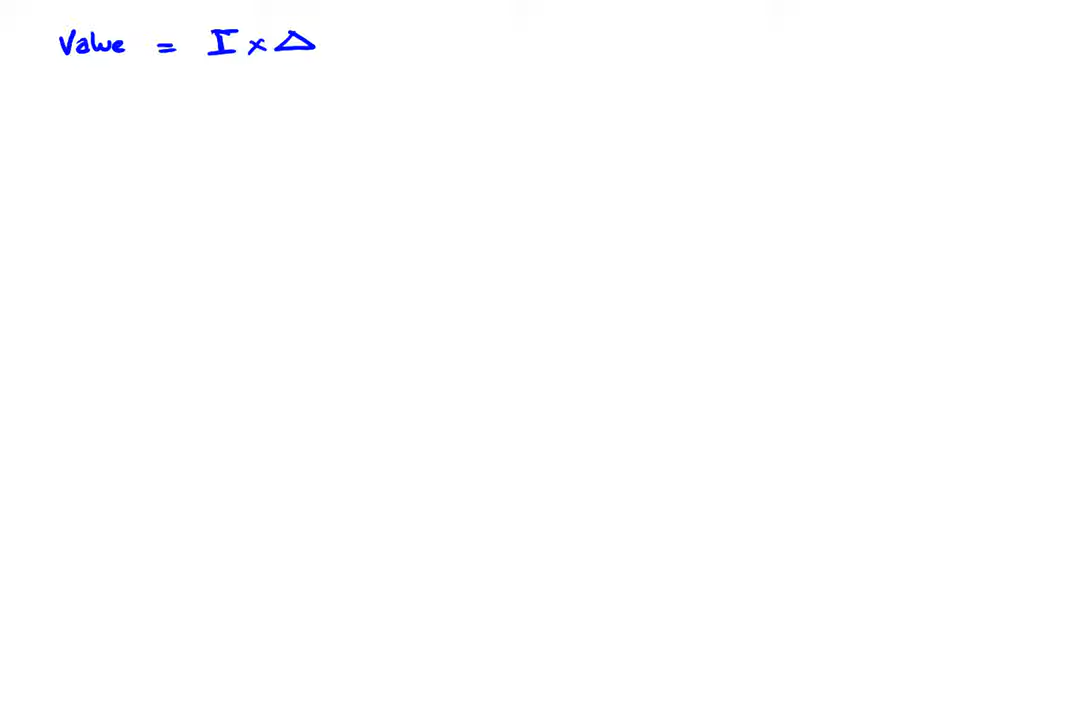 Value = I × Δ